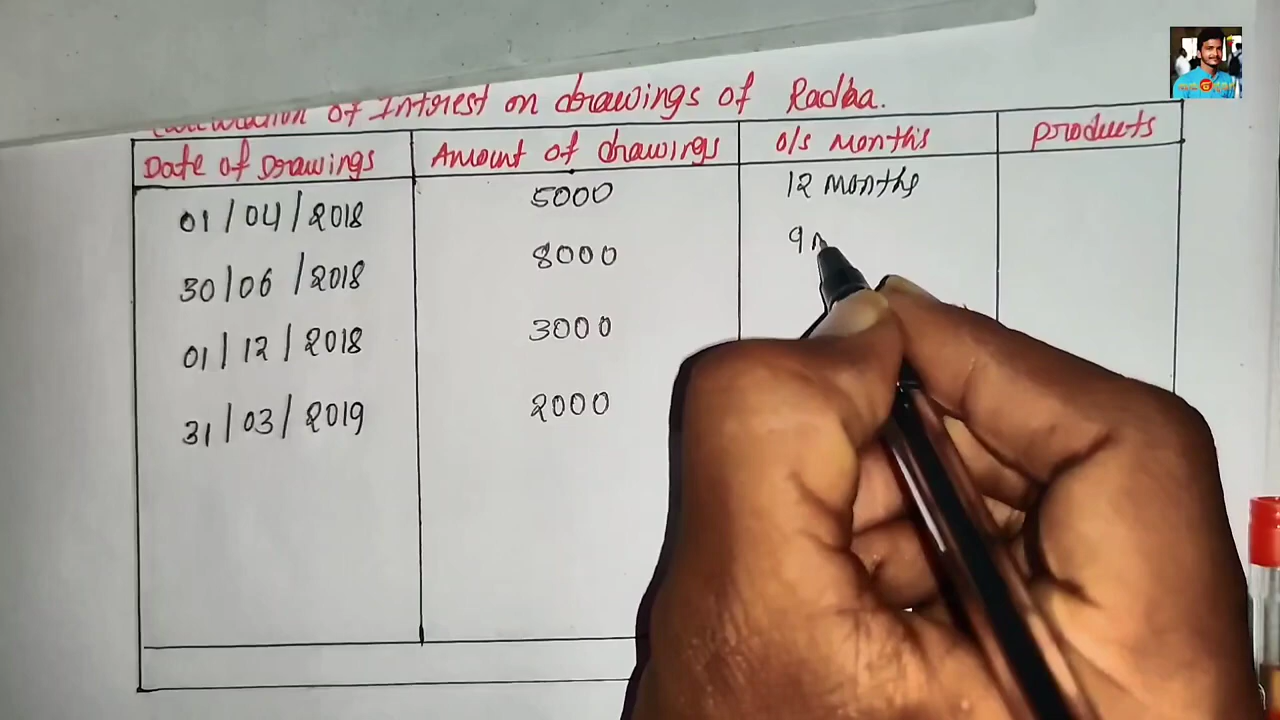 of Interest on drawings of Radha.
Date of Drawings Amount of drawings o/s months products
01/04/2018 5000 12 months
30/06/2018 8000 9
01/12/2018 3000
31/03/2019 2000